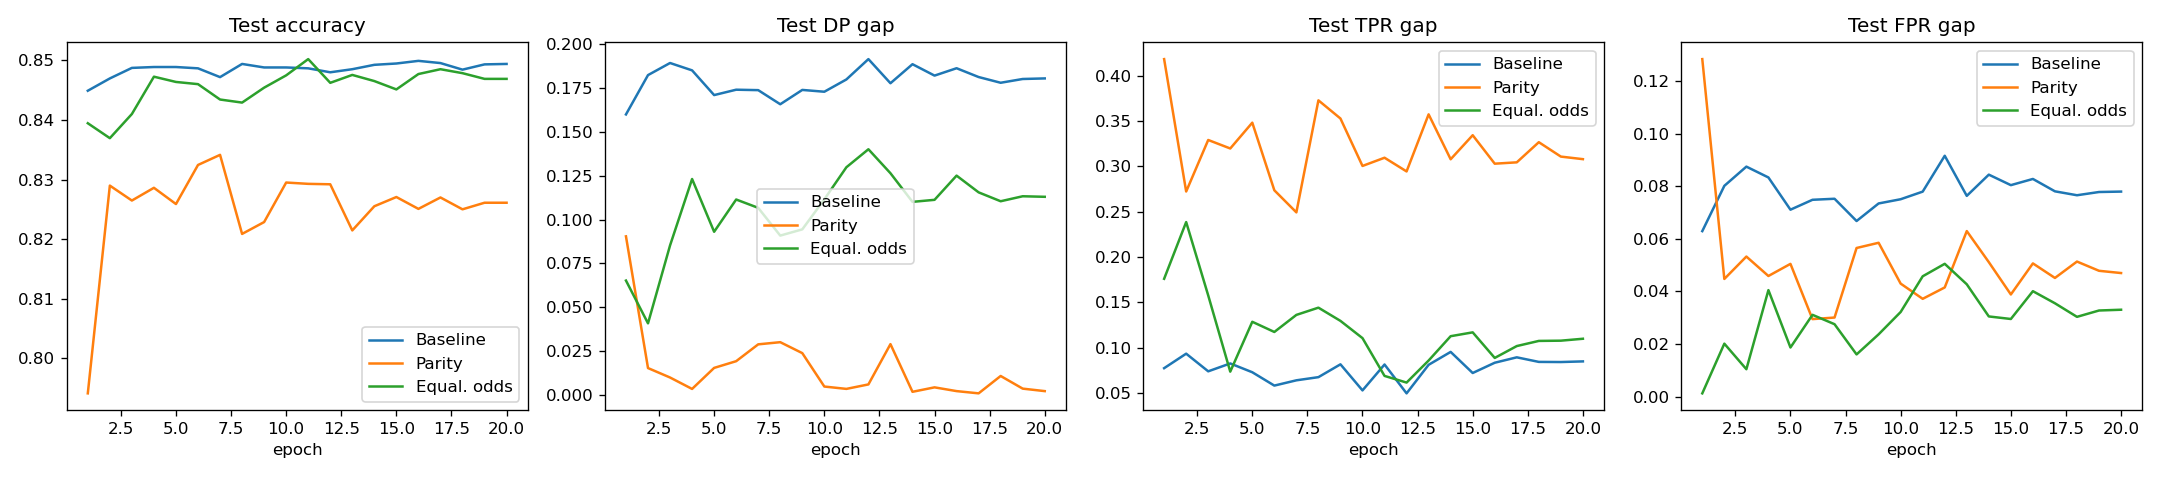 Test accuracy
0.85
0.84
0.83
0.82
0.81
0.80
Baseline
Parity
Equal. odds
2.5 5.0 7.5 10.0 12.5 15.0 17.5 20.0
epoch
Test DP gap
0.200
0.175
0.150
0.125
0.100
0.075
0.050
0.025
0.000
Baseline
Parity
Equal. odds
2.5 5.0 7.5 10.0 12.5 15.0 17.5 20.0
epoch
Test TPR gap
0.40
0.35
0.30
0.25
0.20
0.15
0.10
0.05
Baseline
Parity
Equal. odds
2.5 5.0 7.5 10.0 12.5 15.0 17.5 20.0
epoch
Test FPR gap
0.12
0.10
0.08
0.06
0.04
0.02
0.00
Baseline
Parity
Equal. odds
2.5 5.0 7.5 10.0 12.5 15.0 17.5 20.0
epoch